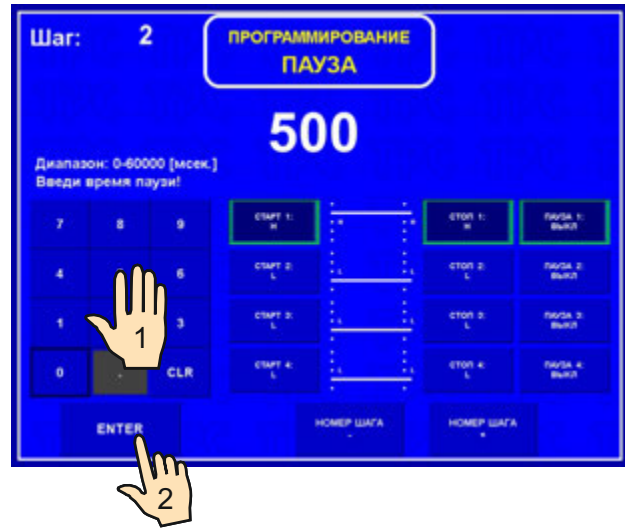 Шаг: 2
ПРОГРАММИРОВАНИЕ
ПАУЗА
500
Диапазон: 0-60000 [мсек.]
Введи время паузи!
7 8 9
4 6
1 3
0 . CLR
ENTER
СТАРТ 1:
H
СТОП 1:
H
ПАУЗА 1:
ВЫКЛ
СТАРТ 2:
L
СТОП 2:
L
ПАУЗА 2:
ВЫКЛ
СТАРТ 3:
L
СТОП 3:
L
ПАУЗА 3:
ВЫКЛ
СТАРТ 4:
L
СТОП 4:
L
ПАУЗА 4:
ВЫКЛ
НОМЕР ШАГА
-
НОМЕР ШАГА
+
1
2